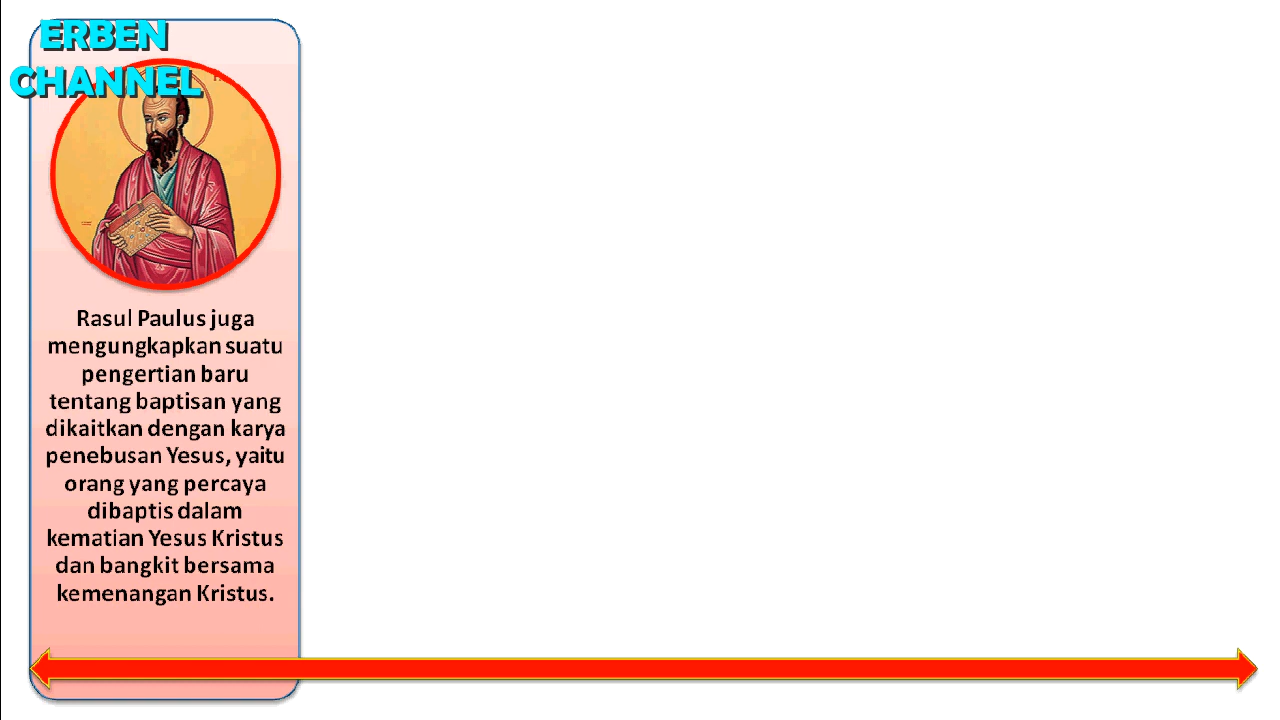 ERBEN
CHANNEL
Rasul Paulus juga
mengungkapkan suatu
pengertian baru
tentang baptisan yang
dikaitkan dengan karya
penebusan Yesus, yaitu
orang yang percaya
dibaptis dalam
kematian Yesus Kristus
dan bangkit bersama
kemenangan Kristus.